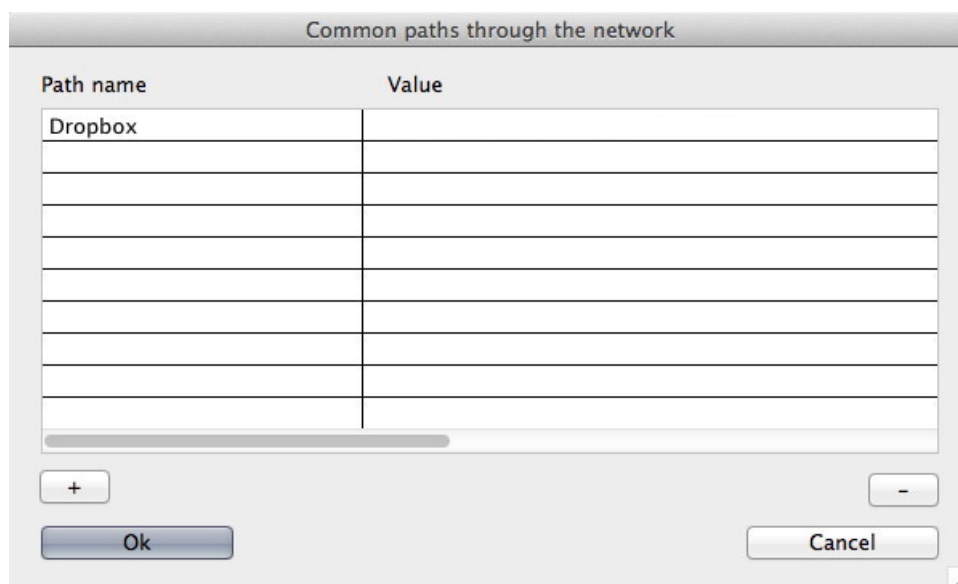 Common paths through the network
Path name Value
Dropbox
+ -
Ok Cancel